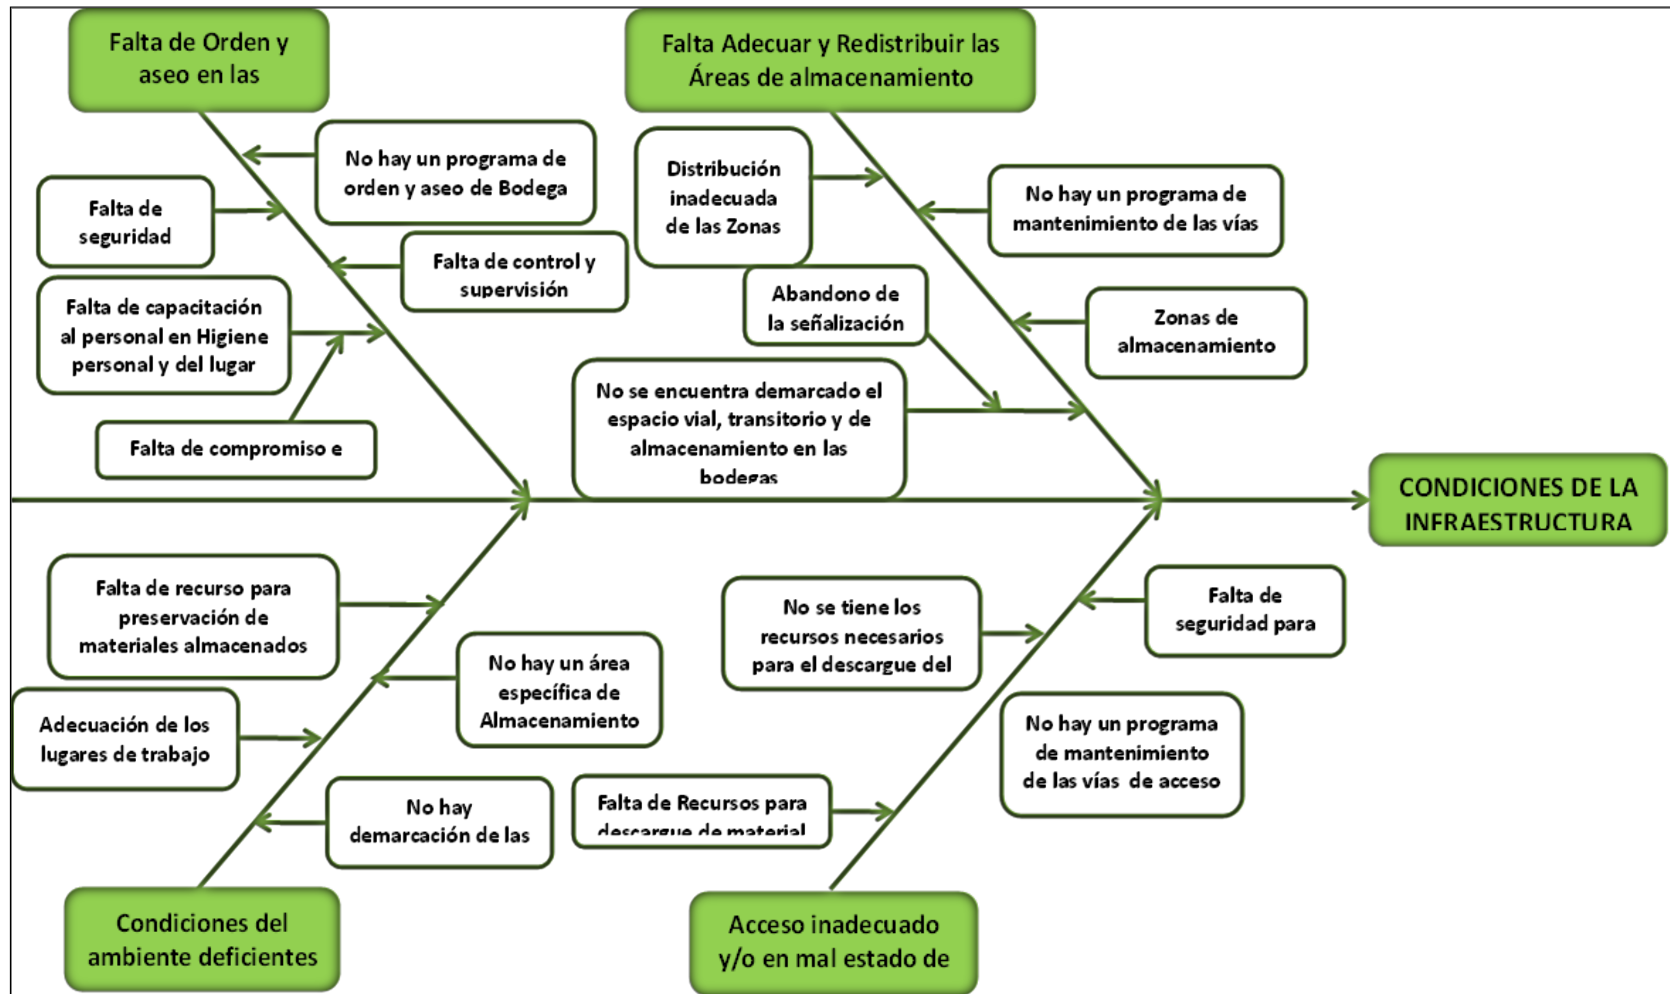 Falta de Orden y
aseo en las
Falta Adecuar y Redistribuir las
Áreas de almacenamiento
No hay un programa de
orden y aseo de Bodega
Falta de
seguridad
Falta de control y
supervisión
Falta de capacitación
al personal en Higiene
personal y del lugar
Falta de compromiso e
Distribución
inadecuada
de las Zonas
No hay un programa de
mantenimiento de las vías
Abandono de
la señalización
Zonas de
almacenamiento
No se encuentra demarcado el
espacio vial, transitorio y de
almacenamiento en las
bodegas
CONDICIONES DE LA
INFRAESTRUCTURA
Falta de recurso para
preservación de
materiales almacenados
No hay un área
específica de
Almacenamiento
Adecuación de los
lugares de trabajo
No hay
demarcación de las
No se tiene los
recursos necesarios
para el descargue del
Falta de
seguridad para
No hay un programa
de mantenimiento
de las vías de acceso
Falta de Recursos para
descargue de material
Condiciones del
ambiente deficientes
Acceso inadecuado
y/o en mal estado de